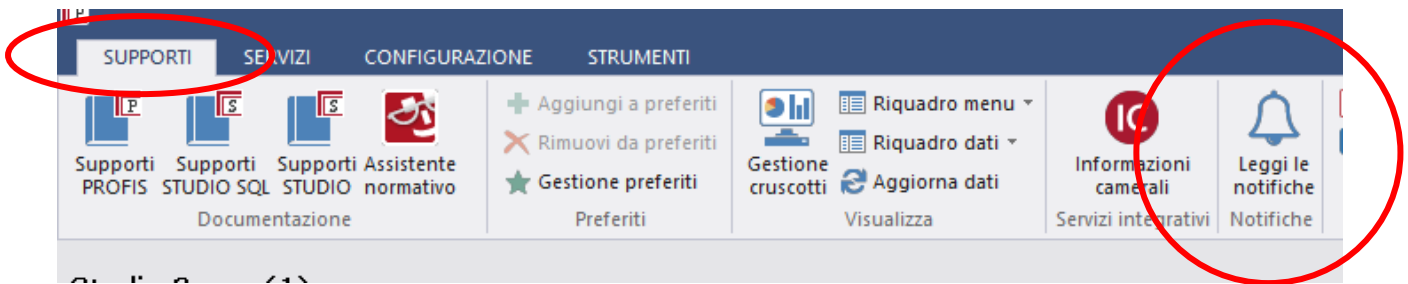 SUPPORTI SERVIZI CONFIGURAZIONE STRUMENTI
P S S
Supporti PROFIS
Supporti STUDIO SQL
Supporti STUDIO
Assistente normativo
Documentazione
Aggiungi a preferiti
Rimuovi da preferiti
Gestione preferiti
Preferiti
Gestione cruscotti
Riquadro menu
Riquadro dati
Aggiorna dati
Visualizza
IC
Informazioni camerali
Servizi integrativi
Leggi le notifiche
Notifiche